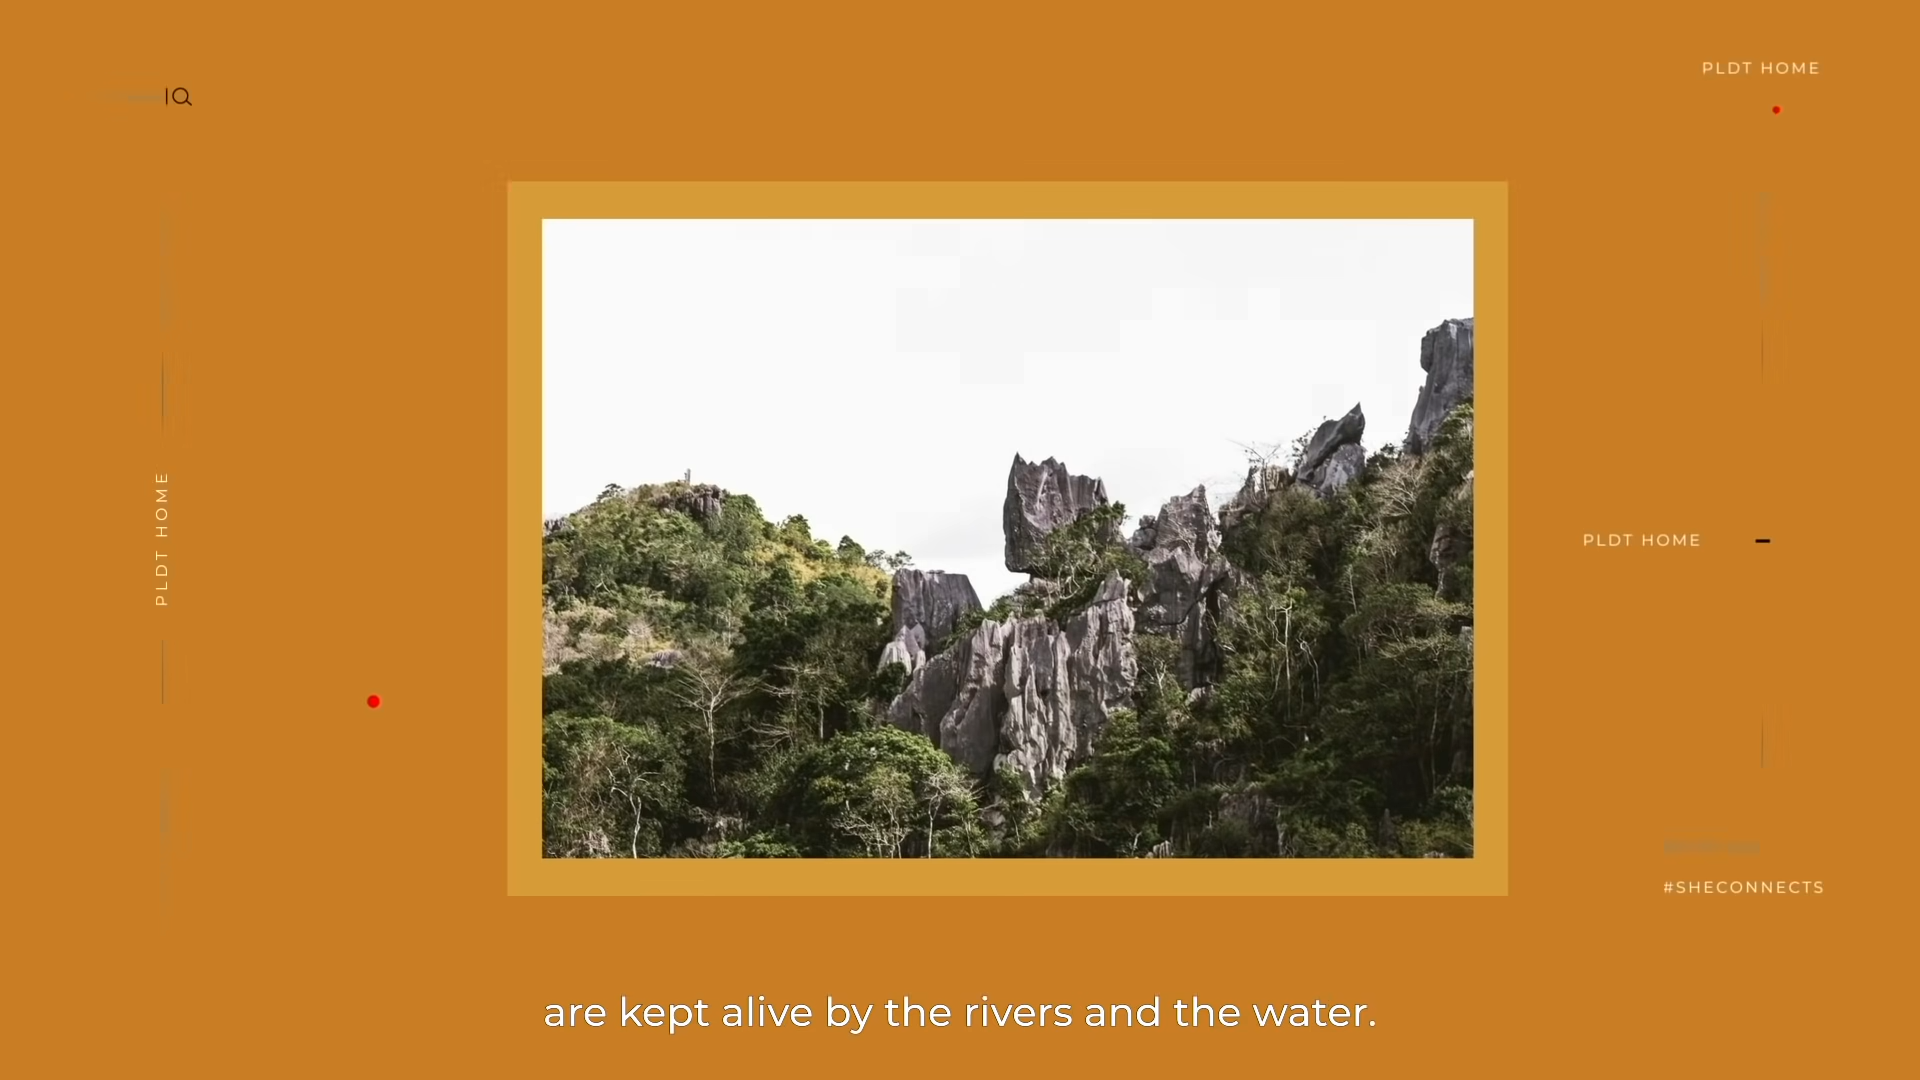 PLDT HOME
PLDT HOME
PLDT HOME
#SHECONNECTS
are kept alive by the rivers and the water.